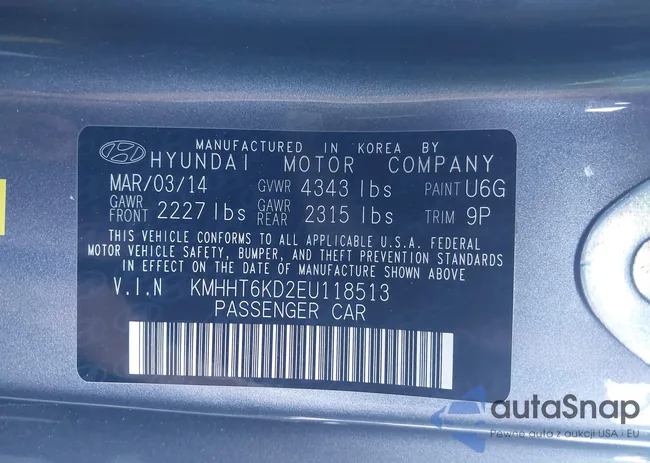 MANUFACTURED IN KOREA BY
HYUNDAI MOTOR COMPANY
MAR/03/14 GVWR 4343 lbs PAINT U6G
GAWR FRONT 2227 lbs GAWR REAR 2315 lbs TRIM 9P
THIS VEHICLE CONFORMS TO ALL APPLICABLE U.S.A. FEDERAL
MOTOR VEHICLE SAFETY, BUMPER, AND THEFT PREVENTION STANDARDS
IN EFFECT ON THE DATE OF MANUFACTURE SHOWN ABOVE.
V.I.N KMHHT6KD2EU118513
PASSENGER CAR
autaSnap
Pewne auta z aukcji USA i EU